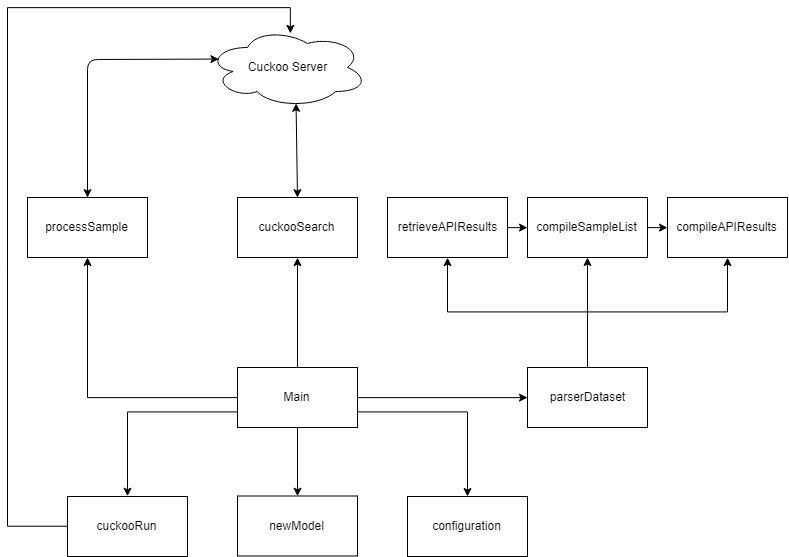 Cuckoo Server
processSample
cuckooSearch
retrieveAPIResults
compileSampleList
compileAPIResults
Main
parserDataset
cuckooRun
newModel
configuration